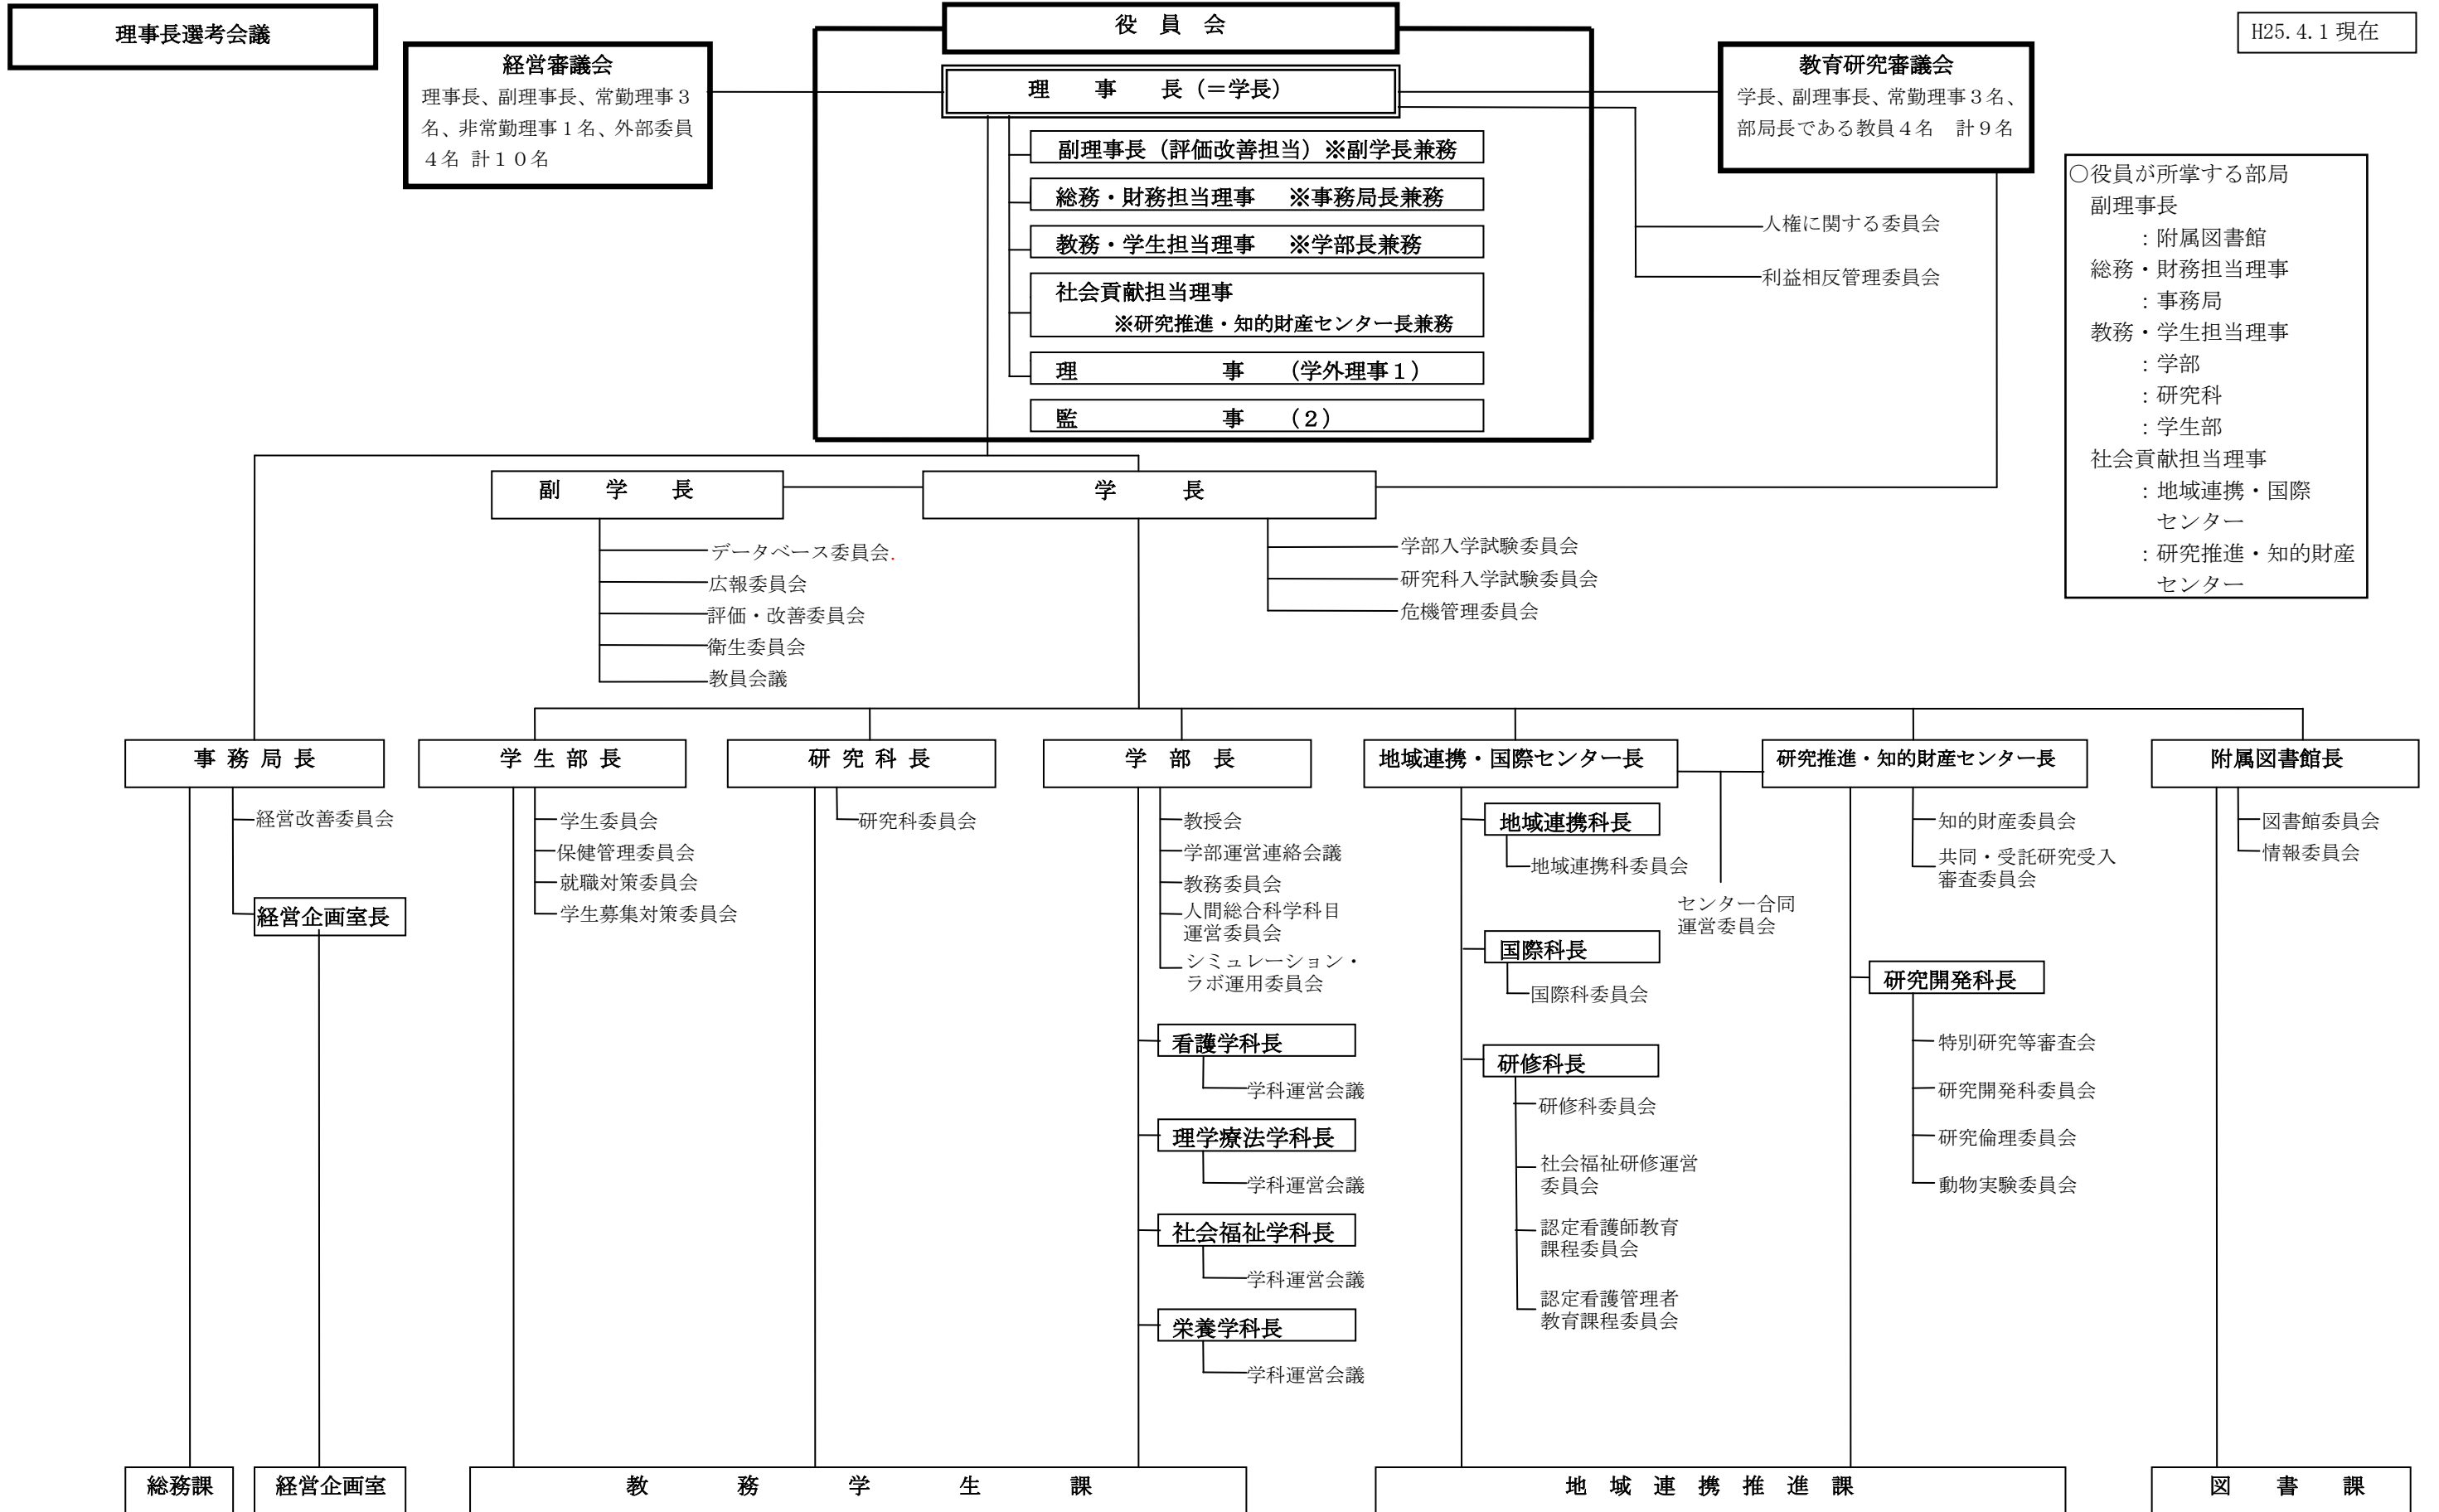 理事長選考会議
役　員　会
H25.4.1 現在
経営審議会
理事長、副理事長、常勤理事３
名、非常勤理事１名、外部委員
４名 計１０名
理　　事　　長（＝学長）
教育研究審議会
学長、副理事長、常勤理事３名、
部局長である教員４名　計９名
副理事長（評価改善担当）※副学長兼務
総務・財務担当理事　※事務局長兼務
教務・学生担当理事　※学部長兼務
社会貢献担当理事
※研究推進・知的財産センター長兼務
理　　　　　　事　（学外理事１）
監　　　　　　事　（２）
人権に関する委員会
利益相反管理委員会
○役員が所掌する部局
副理事長
：附属図書館
総務・財務担当理事
：事務局
教務・学生担当理事
：学部
：研究科
：学生部
社会貢献担当理事
：地域連携・国際
センター
：研究推進・知的財産
センター
副　　学　　長
学　　　長
データベース委員会.
広報委員会
評価・改善委員会
衛生委員会
教員会議
学部入学試験委員会
研究科入学試験委員会
危機管理委員会
事 務 局 長
経営改善委員会
経営企画室長
学 生 部 長
学生委員会
保健管理委員会
就職対策委員会
学生募集対策委員会
研 究 科 長
研究科委員会
学　部　長
教授会
学部運営連絡会議
教務委員会
人間総合科学科目
運営委員会
シミュレーション・
ラボ運用委員会
看護学科長
学科運営会議
理学療法学科長
学科運営会議
社会福祉学科長
学科運営会議
栄養学科長
学科運営会議
地域連携・国際センター長
地域連携科長
地域連携科委員会
国際科長
国際科委員会
研修科長
研修科委員会
社会福祉研修運営
委員会
認定看護師教育
課程委員会
認定看護管理者
教育課程委員会
センター合同
運営委員会
研究推進・知的財産センター長
知的財産委員会
共同・受託研究受入
審査委員会
研究開発科長
特別研究等審査会
研究開発科委員会
研究倫理委員会
動物実験委員会
附属図書館長
図書館委員会
情報委員会
総務課
経営企画室
教　　務　　学　　生　　課
地　域　連　携　推　進　課
図　　書　　課